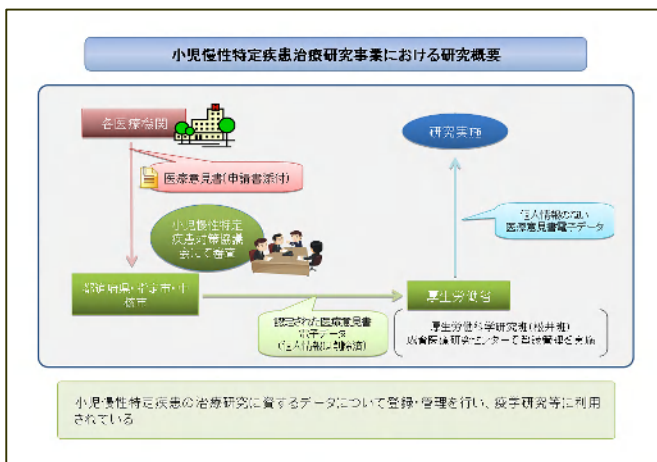 小児慢性特定疾患治療研究事業における研究概要
各医療機関
研究実施
医療意見書(申請書添付)
小児慢性特定
疾患対策協議
会にて審査
個人情報のない
医療意見書電子データ
都道府県・指定市・中
核市
厚生労働省
認定された医療意見書
電子データ
(個人情報は削除済)
厚生労働科学研究班(松井班)
成育医療研究センターで登録管理を実施
小児慢性特定疾患の治療研究に資するデータについて登録・管理を行い、疫学研究等に利用
されている